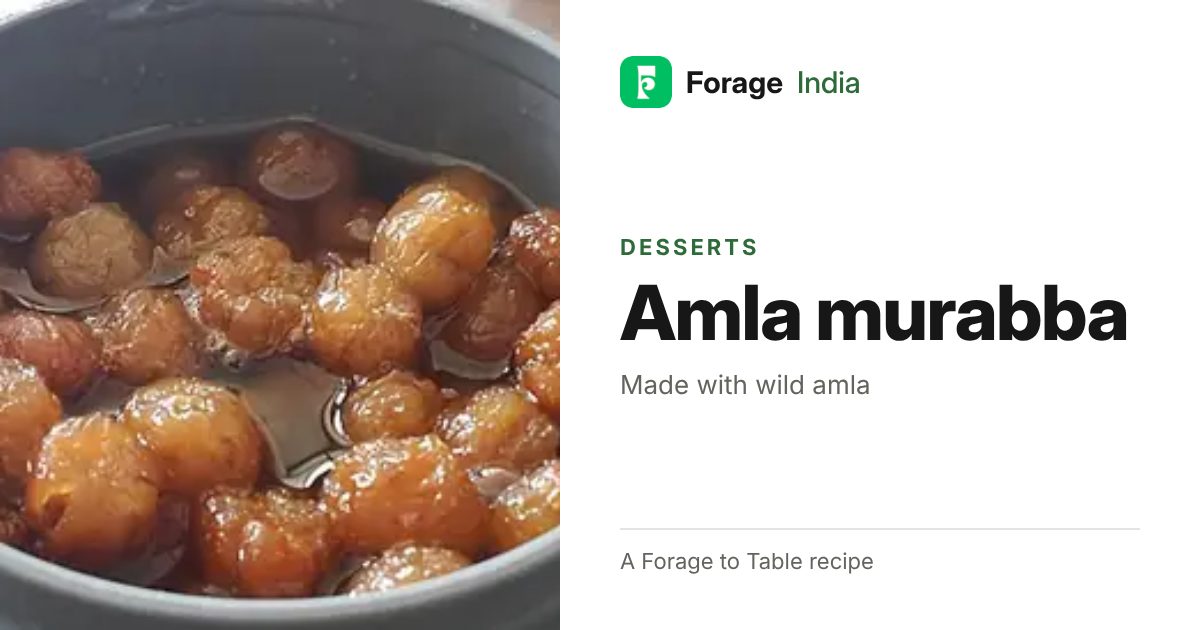 Forage India
DESSERTS
Amla murabba
Made with wild amla
A Forage to Table recipe